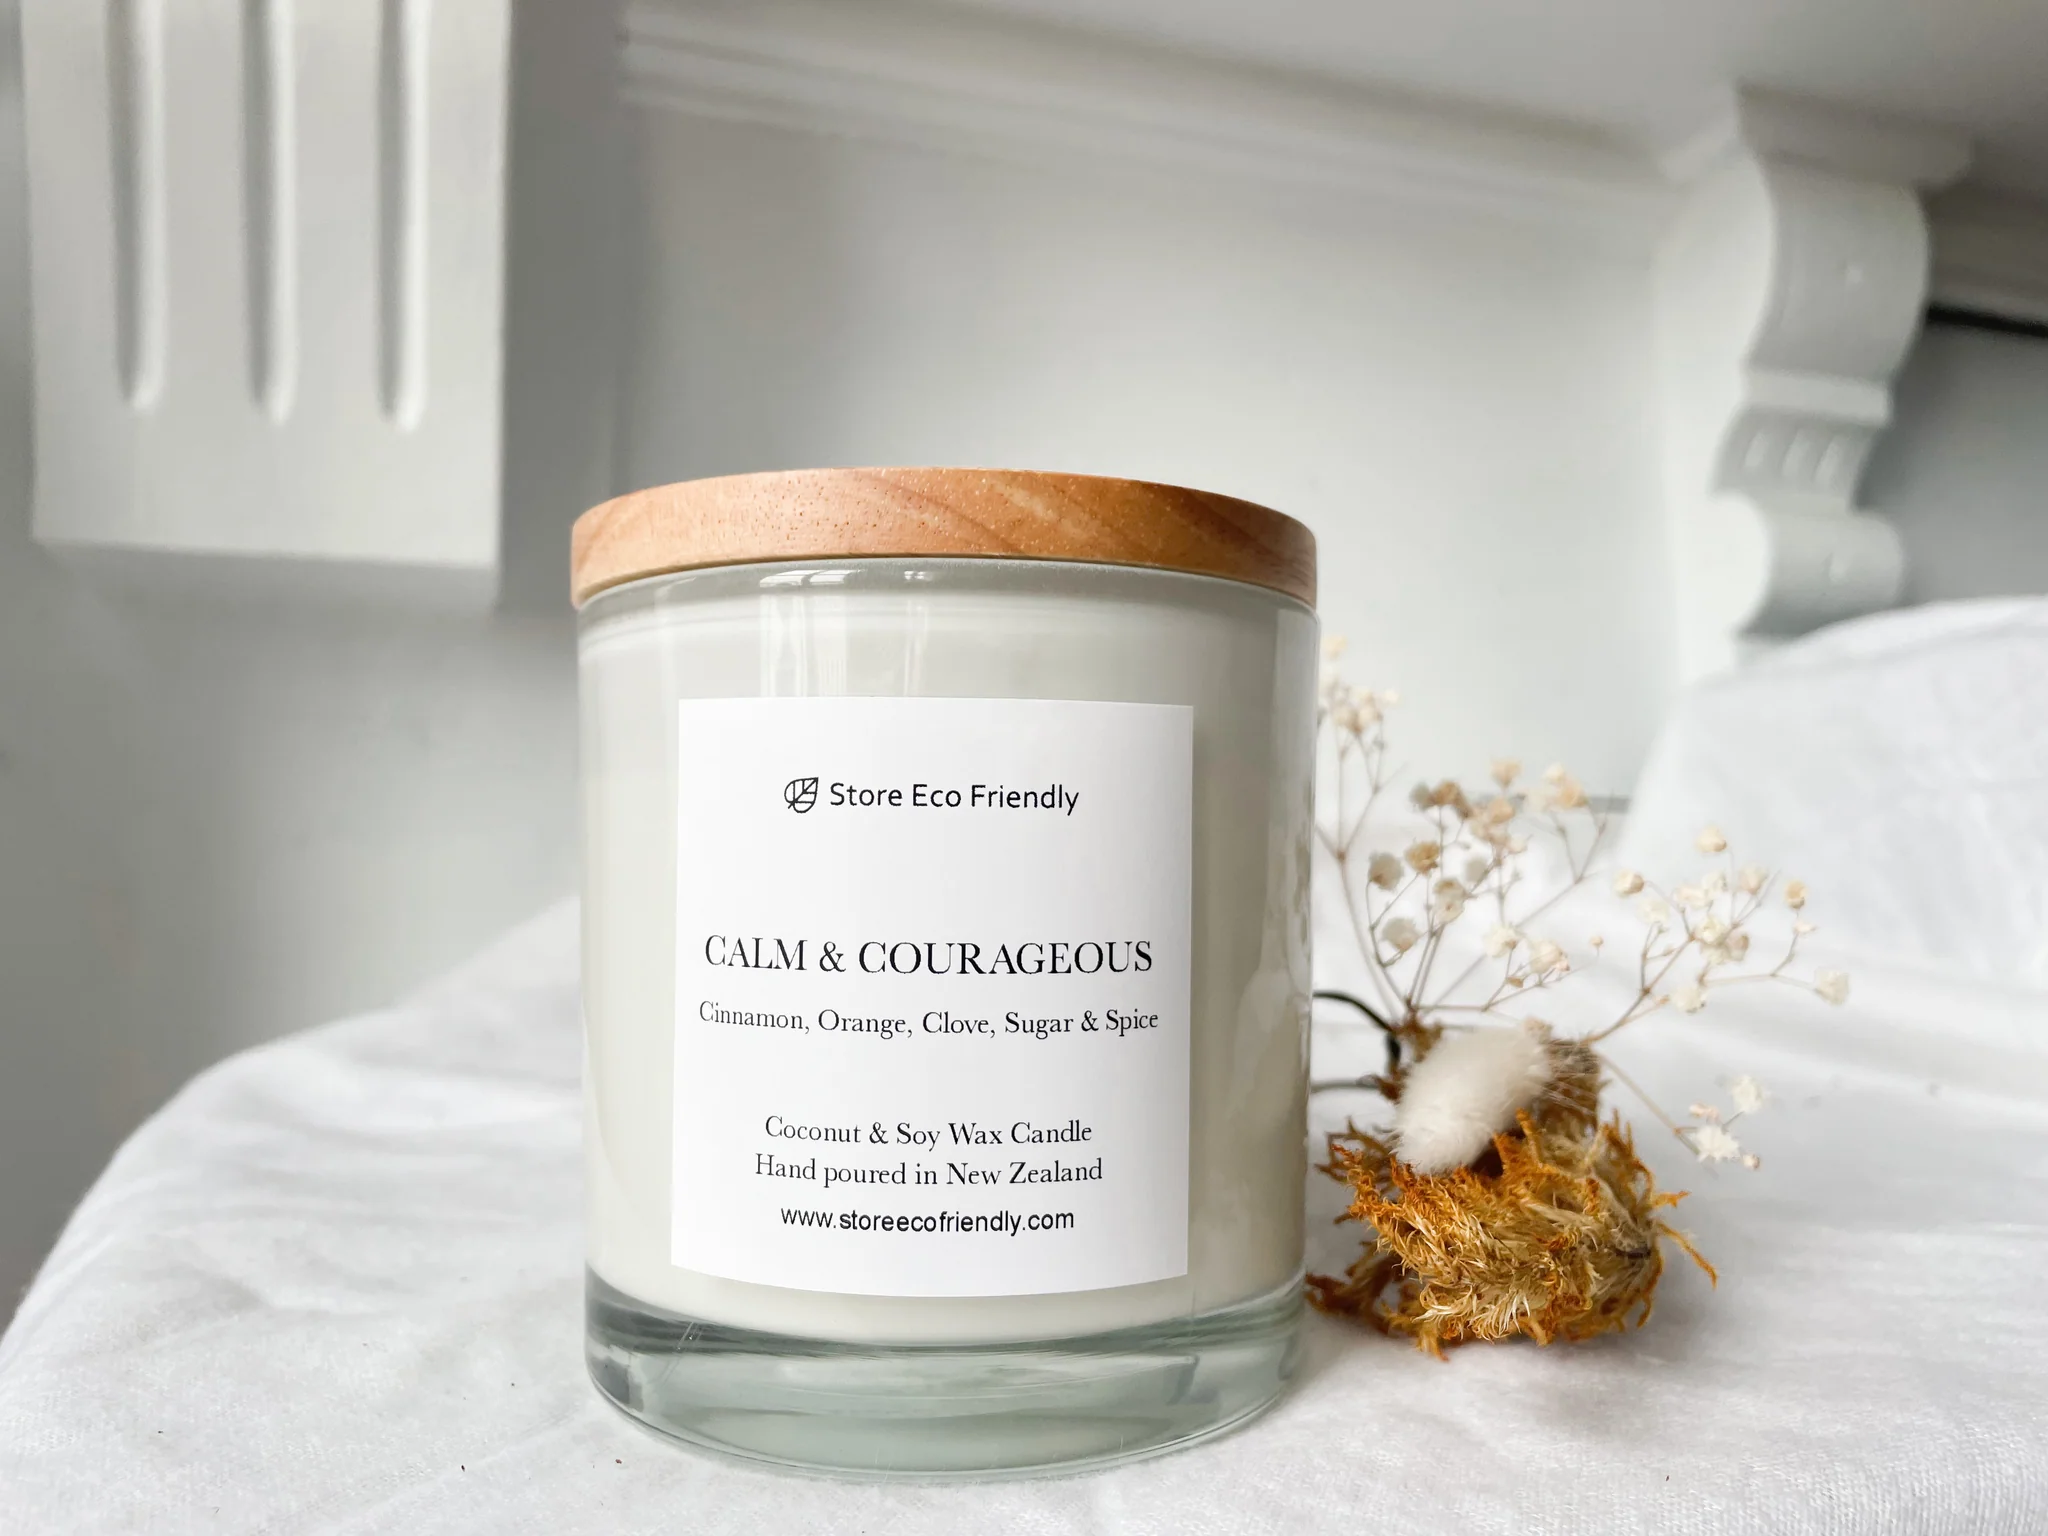 Store Eco Friendly
CALM & COURAGEOUS
Cinnamon, Orange, Clove, Sugar & Spice
Coconut & Soy Wax Candle
Hand poured in New Zealand
www.storeecofriendly.com